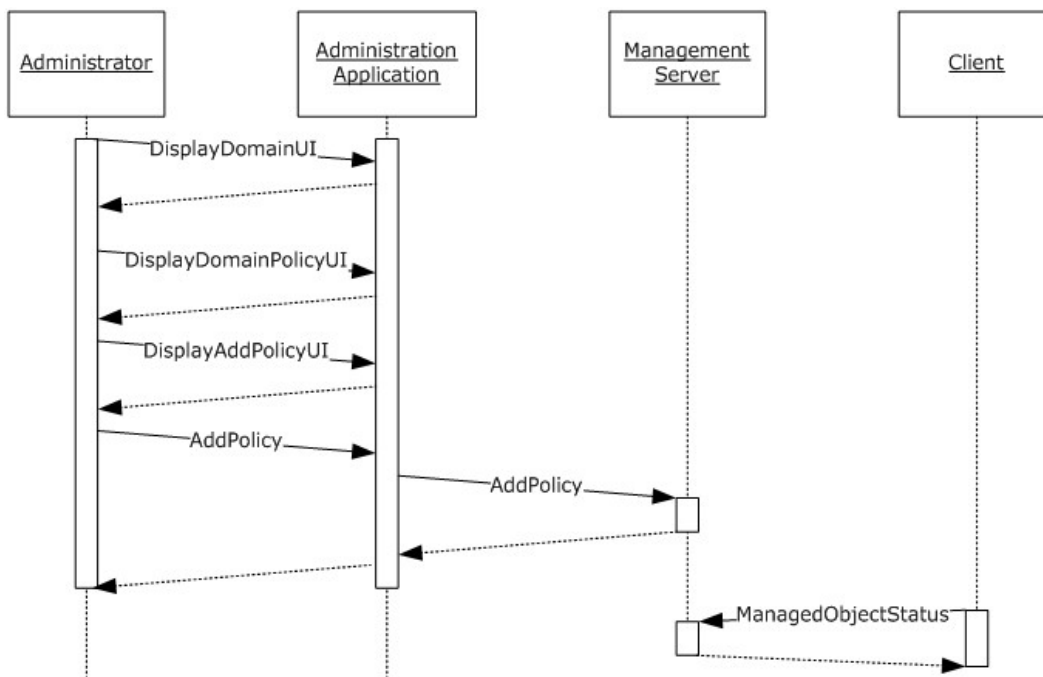 Administrator
Administration
Application
Management
Server
Client
DisplayDomainUI
DisplayDomainPolicyUI
DisplayAddPolicyUI
AddPolicy
AddPolicy
ManagedObjectStatus